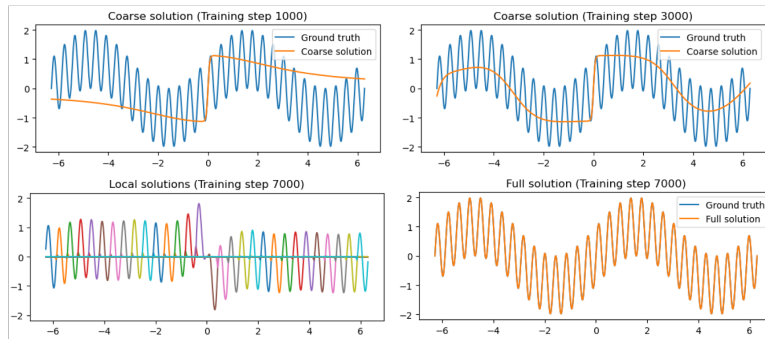 Coarse solution (Training step 1000)
Ground truth
Coarse solution
2
1
0
−1
−2
−6 −4 −2 0 2 4 6
Coarse solution (Training step 3000)
Ground truth
Coarse solution
2
1
0
−1
−2
−6 −4 −2 0 2 4 6
Local solutions (Training step 7000)
2
1
0
−1
−2
−6 −4 −2 0 2 4 6
Full solution (Training step 7000)
Ground truth
Full solution
2
1
0
−1
−2
−6 −4 −2 0 2 4 6